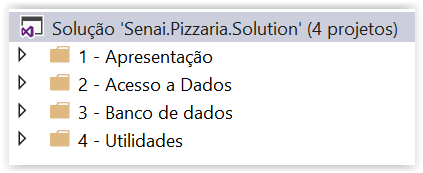 Solução 'Senai.Pizzaria.Solution' (4 projetos)
1 - Apresentação
2 - Acesso a Dados
3 - Banco de dados
4 - Utilidades